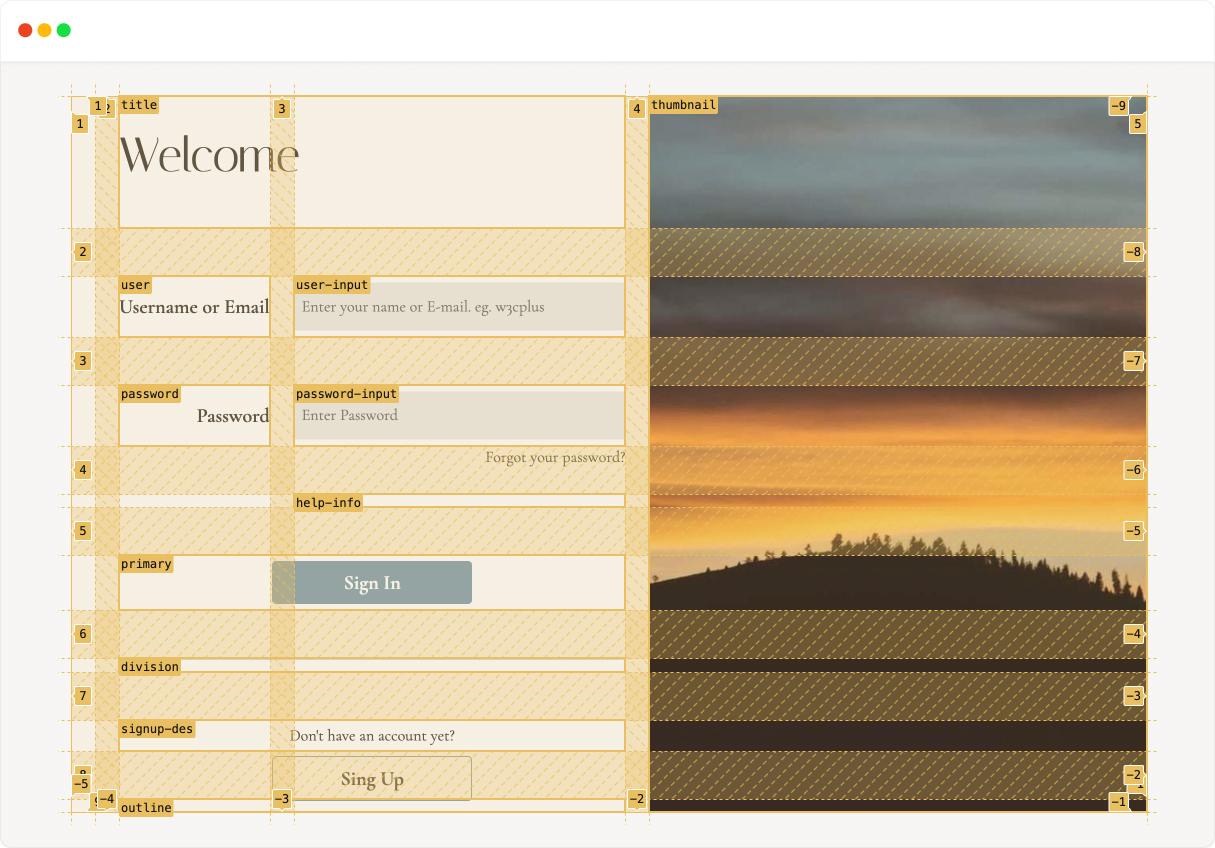 1
1
2
title
3
4
thumbnail
-9
5
Welcome
2
-8
user
user-input
Username or Email
Enter your name or E-mail. eg. w3cplus
3
-7
password
password-input
Password
Enter Password
Forgot your password?
4
-6
help-info
5
-5
primary
Sign In
6
-4
division
7
-3
signup-des
Don't have an account yet?
8
-5
-2
Sing Up
-4
-3
-2
-1
outline